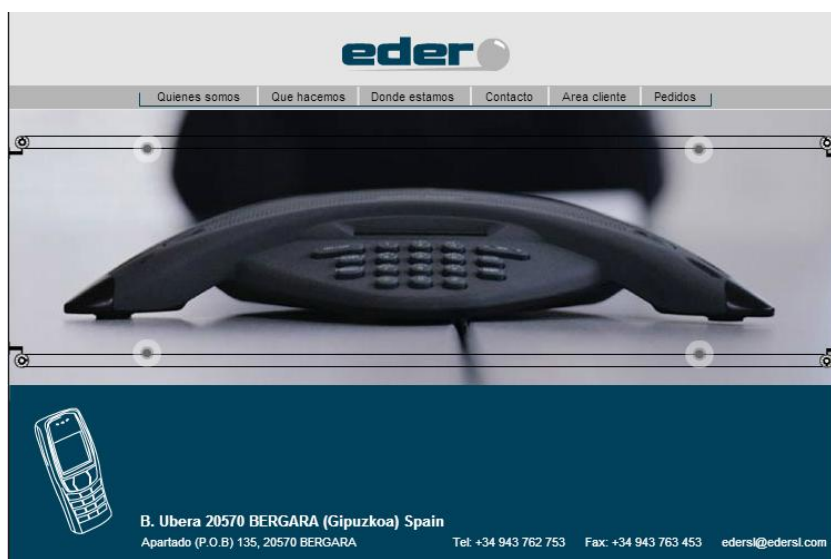 eder
Quienes somos Que hacemos Donde estamos Contacto Area cliente Pedidos
B. Ubera 20570 BERGARA (Gipuzkoa) Spain
Apartado (P.O.B) 135, 20570 BERGARA Tel: +34 943 762 753 Fax: +34 943 763 453 edersl@edersl.com